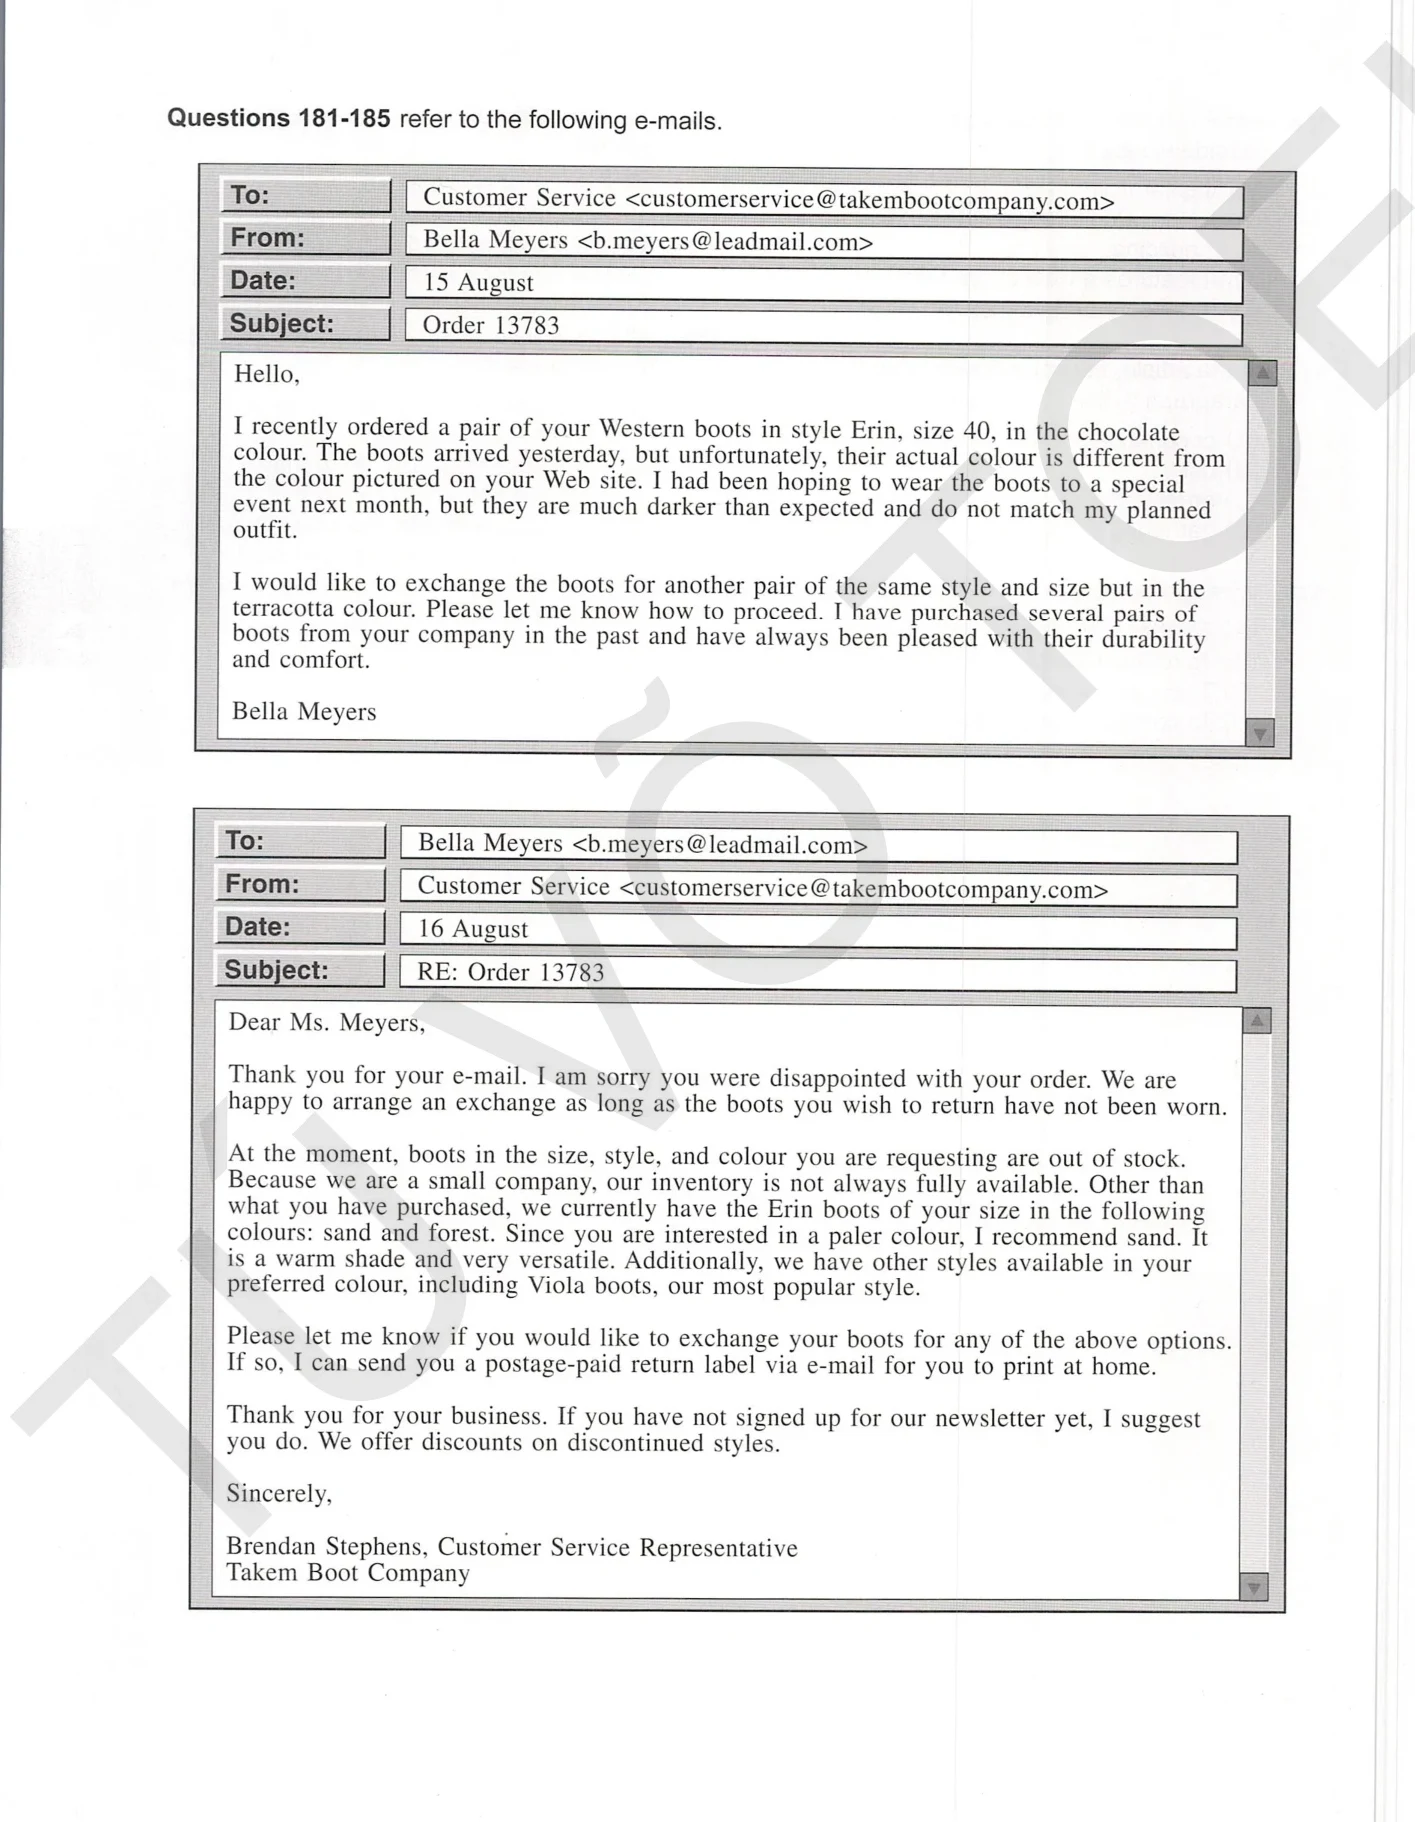 Questions 181-185 refer to the following e-mails.
To: Customer Service <customerservice@takembootcompany.com>
From: Bella Meyers <b.meyers@leadmail.com>
Date: 15 August
Subject: Order 13783
Hello,
I recently ordered a pair of your Western boots in style Erin, size 40, in the chocolate
colour. The boots arrived yesterday, but unfortunately, their actual colour is different from
the colour pictured on your Web site. I had been hoping to wear the boots to a special
event next month, but they are much darker than expected and do not match my planned
outfit.
I would like to exchange the boots for another pair of the same style and size but in the
terracotta colour. Please let me know how to proceed. I have purchased several pairs of
boots from your company in the past and have always been pleased with their durability
and comfort.
Bella Meyers
To: Bella Meyers <b.meyers@leadmail.com>
From: Customer Service <customerservice@takembootcompany.com>
Date: 16 August
Subject: RE: Order 13783
Dear Ms. Meyers,
Thank you for your e-mail. I am sorry you were disappointed with your order. We are
happy to arrange an exchange as long as the boots you wish to return have not been worn.
At the moment, boots in the size, style, and colour you are requesting are out of stock.
Because we are a small company, our inventory is not always fully available. Other than
what you have purchased, we currently have the Erin boots of your size in the following
colours: sand and forest. Since you are interested in a paler colour, I recommend sand. It
is a warm shade and very versatile. Additionally, we have other styles available in your
preferred colour, including Viola boots, our most popular style.
Please let me know if you would like to exchange your boots for any of the above options.
If so, I can send you a postage-paid return label via e-mail for you to print at home.
Thank you for your business. If you have not signed up for our newsletter yet, I suggest
you do. We offer discounts on discontinued styles.
Sincerely,
Brendan Stephens, Customer Service Representative
Takem Boot Company
TÚ VÕ TOE